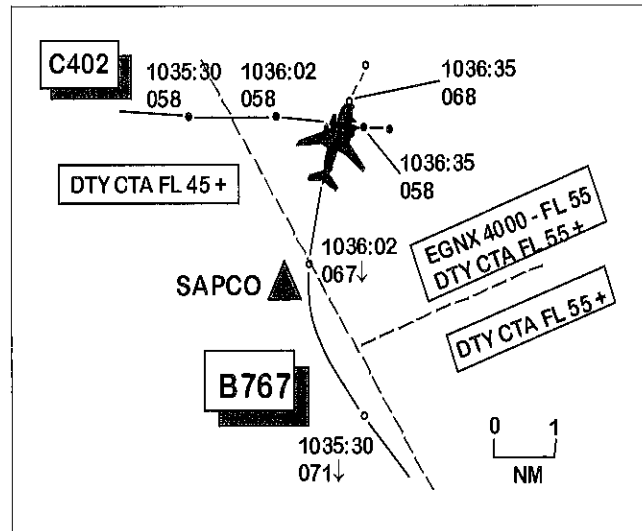 C402
1035:30
058
1036:02
058
1036:35
068
1036:35
058
DTY CTA FL 45 +
EGNX 4000 - FL 55
DTY CTA FL 55 +
1036:02
067↓
SAPCO
DTY CTA FL 55 +
B767
1035:30
071↓
0 1
NM